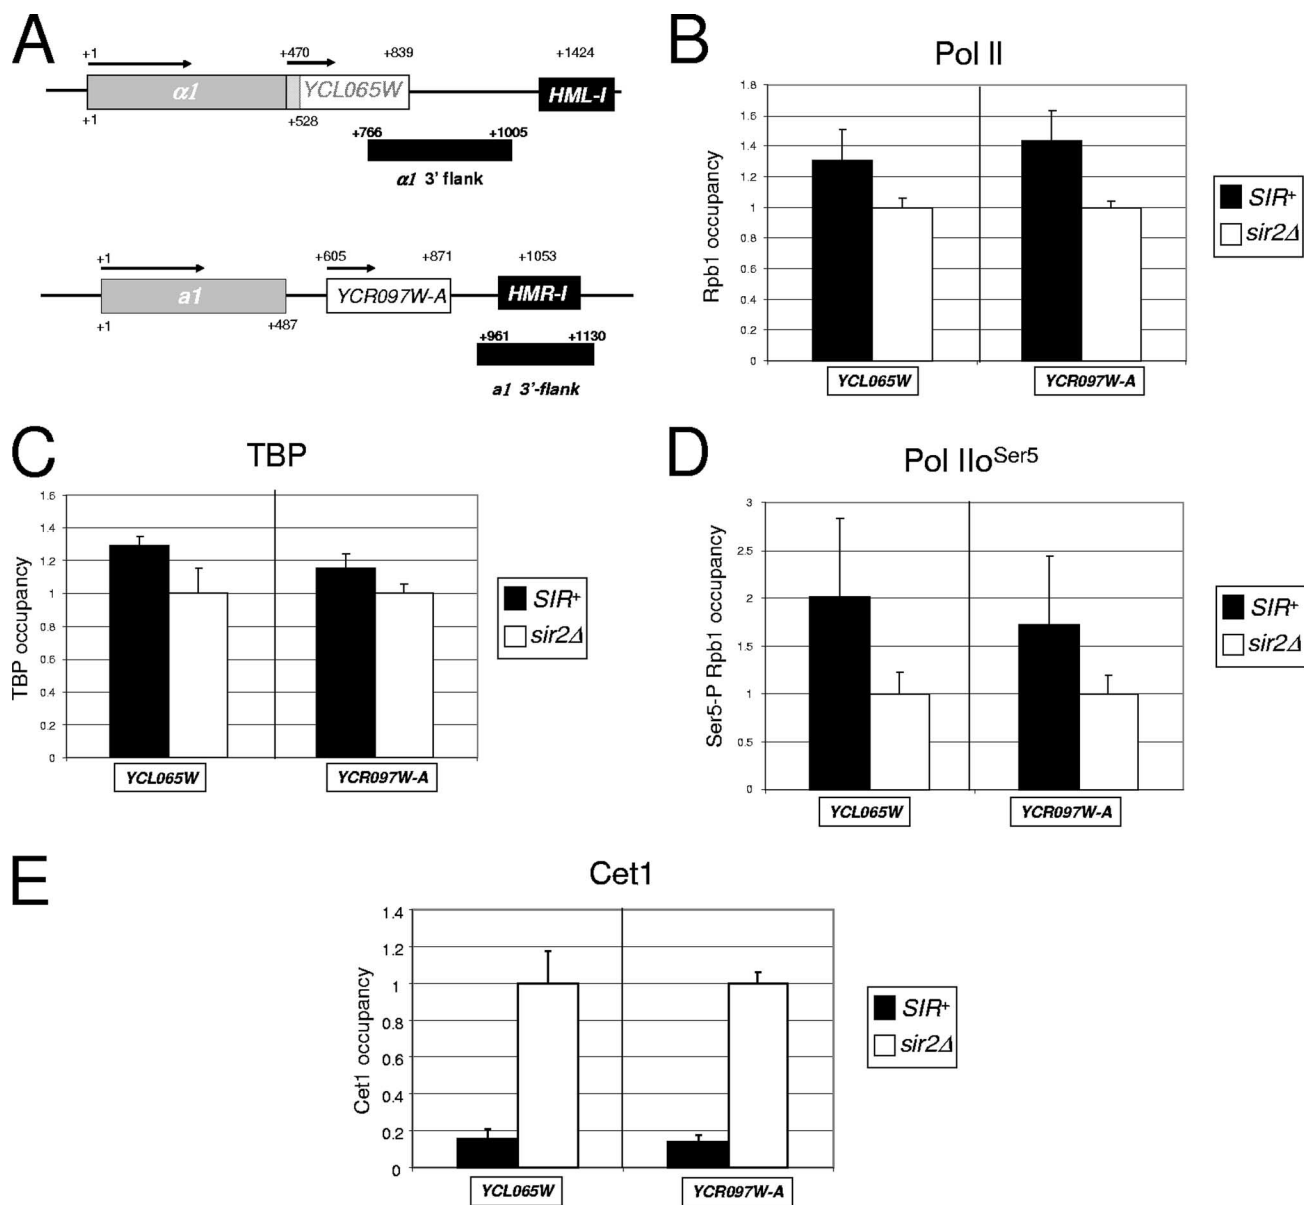 A
+1
+470
+839
+1424
α1
YCL065W
HML-I
+1
+528
+766
+1005
α1 3' flank
+1
+605
+871
+1053
a1
YCR097W-A
HMR-I
+1
+487
+961
+1130
a1 3'-flank
B
Pol II
Rpb1 occupancy
1.8
1.6
1.4
1.2
1
0.8
0.6
0.4
0.2
0
YCL065W
YCR097W-A
SIR+
sir2Δ
C
TBP
TBP occupancy
1.6
1.4
1.2
1
0.8
0.6
0.4
0.2
0
YCL065W
YCR097W-A
SIR+
sir2Δ
D
Pol IIo^Ser5
Ser5-P Rpb1 occupancy
3
2.5
2
1.5
1
0.5
0
YCL065W
YCR097W-A
SIR+
sir2Δ
E
Cet1
Cet1 occupancy
1.4
1.2
1
0.8
0.6
0.4
0.2
0
YCL065W
YCR097W-A
SIR+
sir2Δ